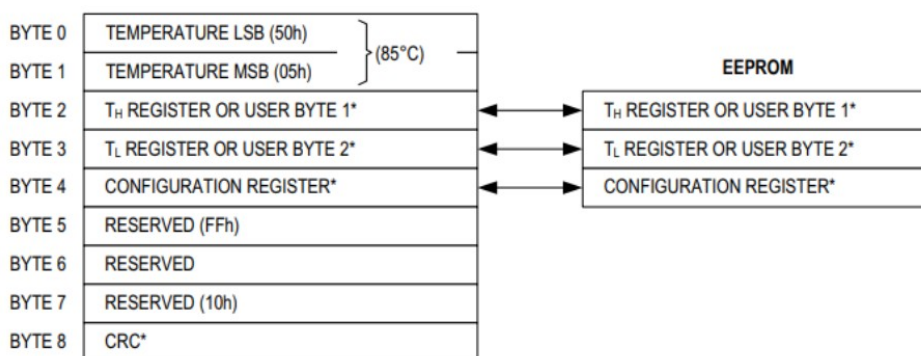 BYTE 0 TEMPERATURE LSB (50h)
(85°C)
BYTE 1 TEMPERATURE MSB (05h)
EEPROM
BYTE 2 TH REGISTER OR USER BYTE 1* TH REGISTER OR USER BYTE 1*
BYTE 3 TL REGISTER OR USER BYTE 2* TL REGISTER OR USER BYTE 2*
BYTE 4 CONFIGURATION REGISTER* CONFIGURATION REGISTER*
BYTE 5 RESERVED (FFh)
BYTE 6 RESERVED
BYTE 7 RESERVED (10h)
BYTE 8 CRC*